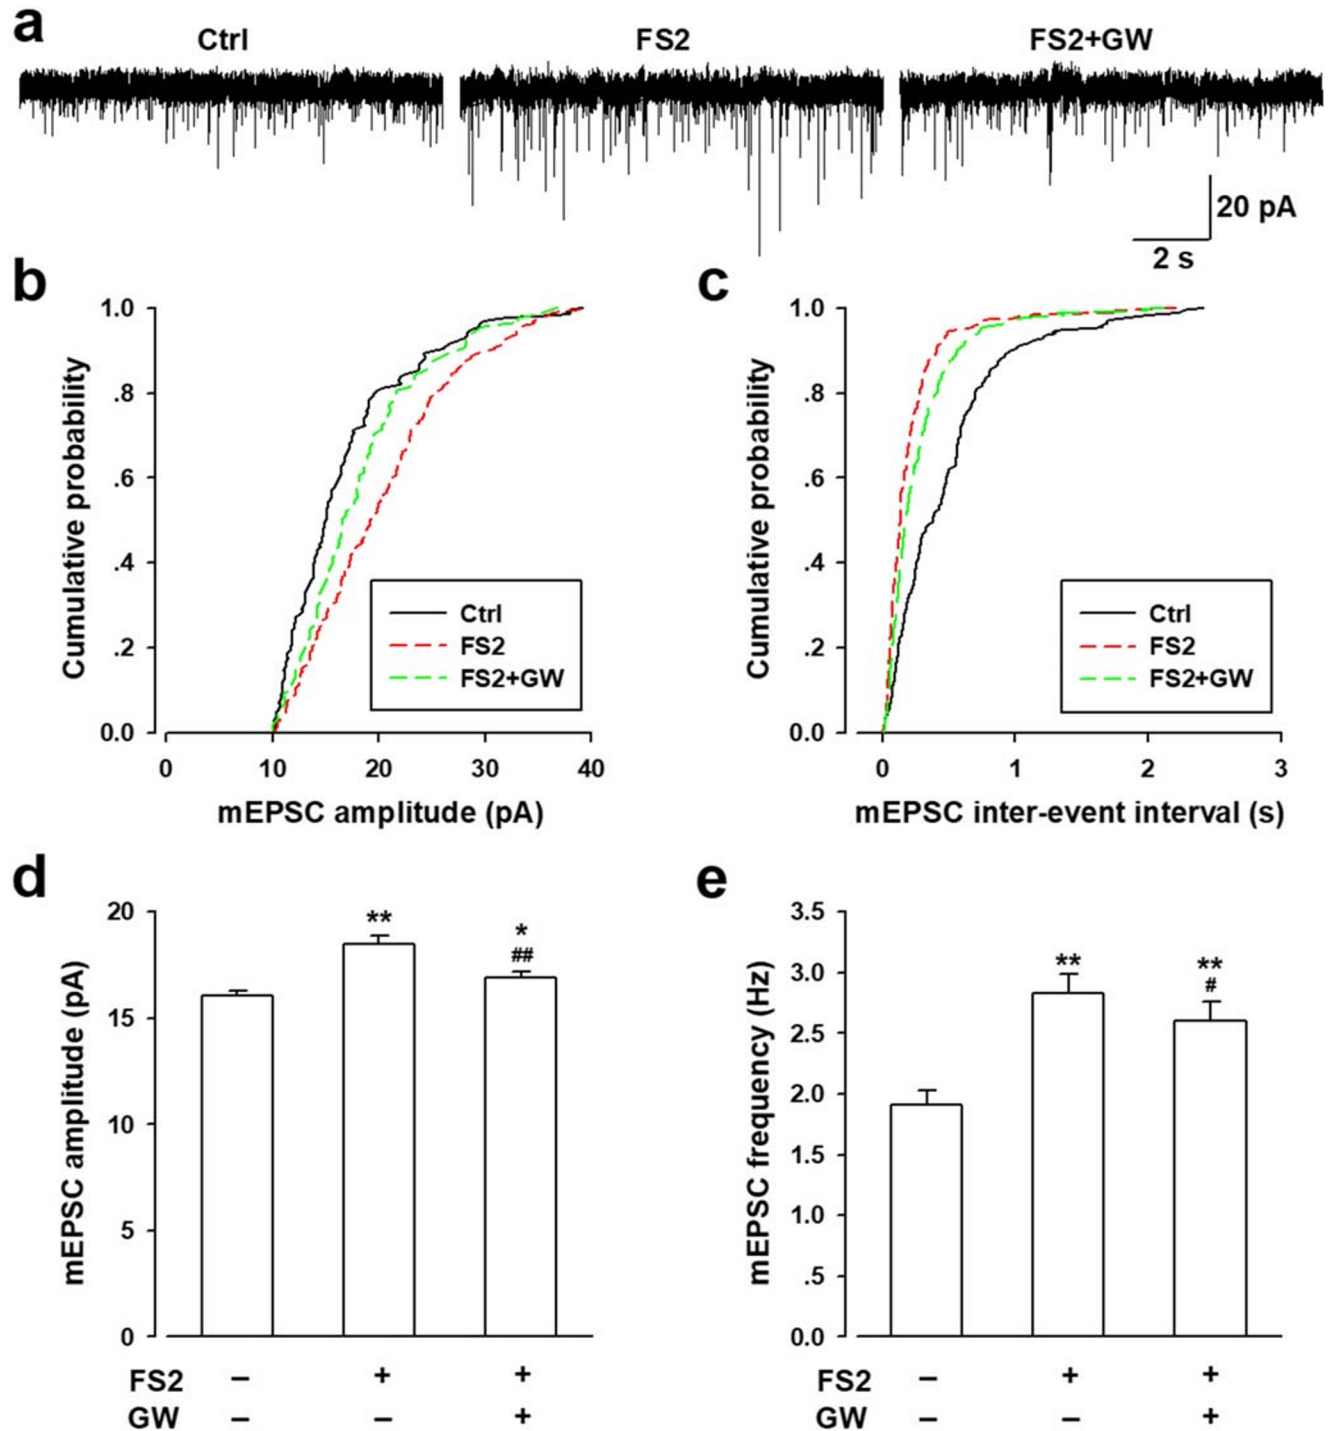 a
Ctrl FS2 FS2+GW
20 pA
2 s
b
1.0
.8
.6
.4
.2
0.0
Cumulative probability
Ctrl
FS2
FS2+GW
0 10 20 30 40
mEPSC amplitude (pA)
c
1.0
.8
.6
.4
.2
0.0
Cumulative probability
Ctrl
FS2
FS2+GW
0 1 2 3
mEPSC inter-event interval (s)
d
20
15
10
5
0
mEPSC amplitude (pA)
**
*
##
FS2 – + +
GW – – +
e
3.5
3.0
2.5
2.0
1.5
1.0
.5
0.0
mEPSC frequency (Hz)
**
**
#
FS2 – + +
GW – – +